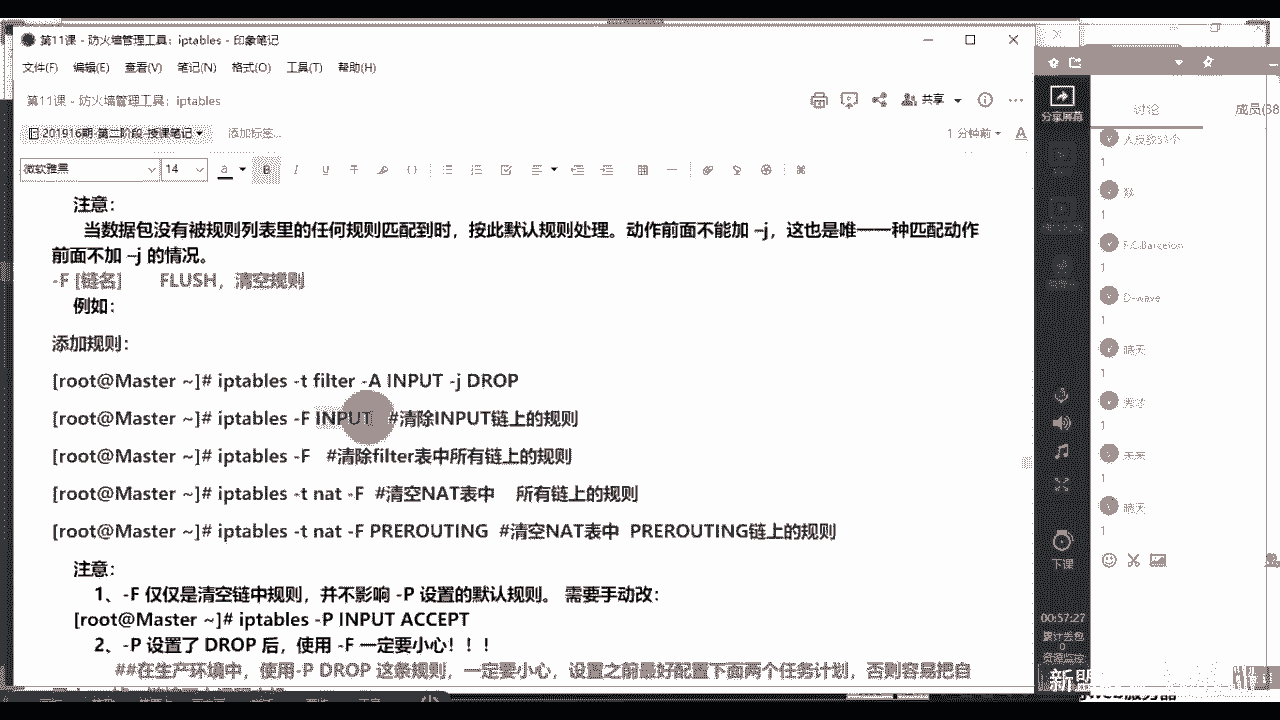 第11课 - 防火墙管理工具：iptables - 印象笔记
文件(F) 编辑(E) 查看(V) 笔记(N) 格式(O) 工具(T) 帮助(H)
第11课 - 防火墙管理工具：iptables
共享
201916期-第二阶段-授课笔记
添加标签...
1 分钟前
微软雅黑 14
注意：
当数据包没有被规则列表里的任何规则匹配到时，按此默认规则处理。动作前面不能加 –j，这也是唯一一种匹配动作
前面不加 –j 的情况。
-F [链名] FLUSH，清空规则
例如：
添加规则：
[root@Master ~]# iptables -t filter -A INPUT -j DROP
[root@Master ~]# iptables -F INPUT #清除INPUT链上的规则
[root@Master ~]# iptables -F #清除filter表中所有链上的规则
[root@Master ~]# iptables -t nat -F #清空NAT表中 所有链上的规则
[root@Master ~]# iptables -t nat -F PREROUTING #清空NAT表中 PREROUTING链上的规则
注意：
1、-F 仅仅是清空链中规则，并不影响 -P 设置的默认规则。 需要手动改：
[root@Master ~]# iptables -P INPUT ACCEPT
2、-P 设置了 DROP 后，使用 -F 一定要小心！！！
##在生产环境中，使用-P DROP 这条规则，一定要小心，设置之前最好配置下面两个任务计划，否则容易把自
分享屏幕
下课
00:57:27
累计丢包
0
资源监控
讨论
1
1
1
D-wave
1
晴天
1
1
未来
1
晴天
1